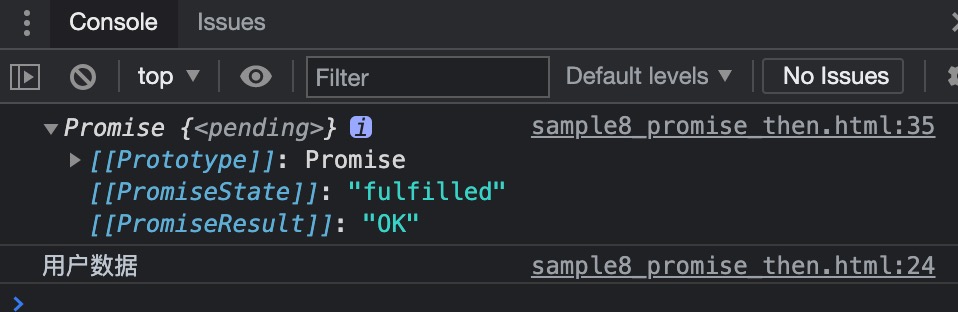 Console Issues
top ▼ Filter Default levels ▼ No Issues
▼Promise {<pending>} i sample8_promise_then.html:35
▶ [[Prototype]]: Promise
[[PromiseState]]: "fulfilled"
[[PromiseResult]]: "OK"
用户数据 sample8_promise_then.html:24
>